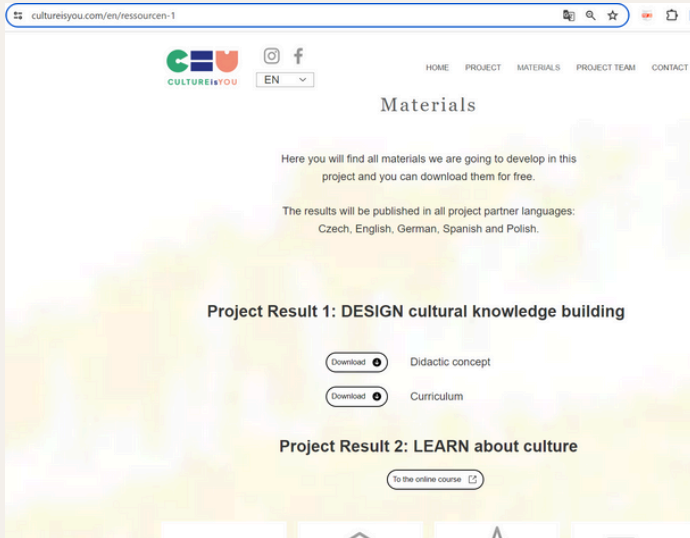 cultureisyou.com/en/ressourcen-1
CEU
CULTUREisYOU
EN
HOME PROJECT MATERIALS PROJECT TEAM CONTACT
Materials
Here you will find all materials we are going to develop in this
project and you can download them for free.
The results will be published in all project partner languages:
Czech, English, German, Spanish and Polish.
Project Result 1: DESIGN cultural knowledge building
Download Didactic concept
Download Curriculum
Project Result 2: LEARN about culture
To the online course